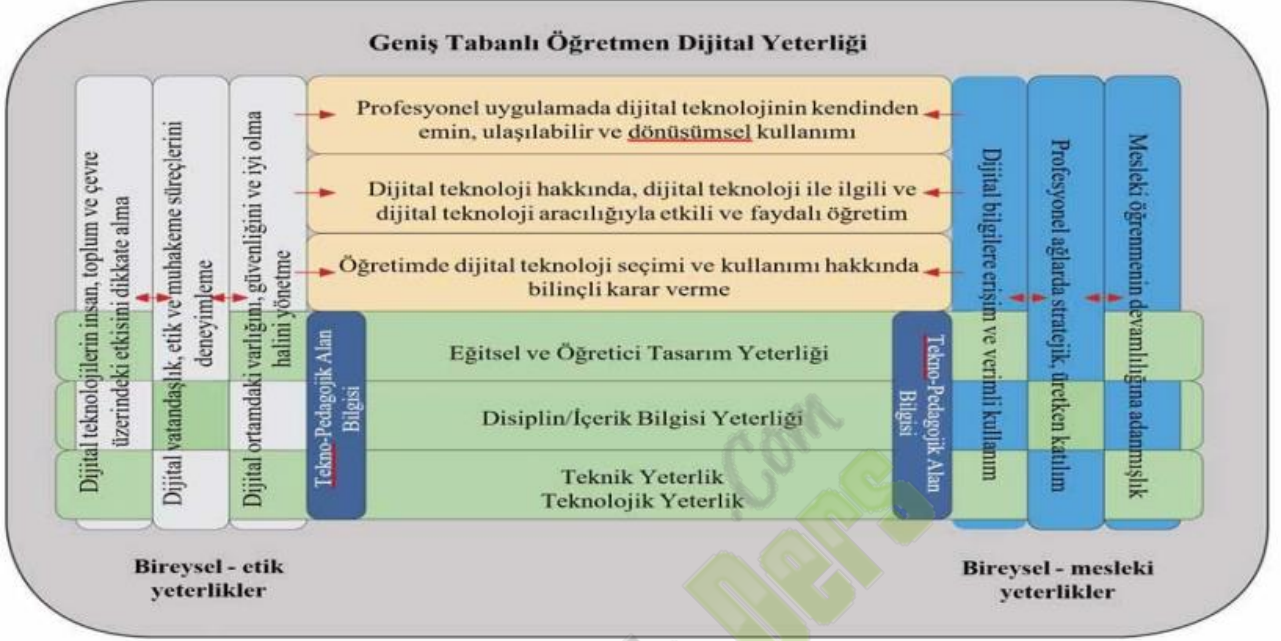 Geniş Tabanlı Öğretmen Dijital Yeterliği
Dijital teknolojilerin insan, toplum ve çevre
üzerindeki etkisini dikkate alma
Dijital vatandaşlık, etik ve muhakeme süreçlerini
deneyimleme
Dijital ortamdaki varlığını, güvenliğini ve iyi olma
halini yönetme
Profesyonel uygulamada dijital teknolojinin kendinden
emin, ulaşılabilir ve dönüşümsel kullanımı
Dijital teknoloji hakkında, dijital teknoloji ile ilgili ve
dijital teknoloji aracılığıyla etkili ve faydalı öğretim
Öğretimde dijital teknoloji seçimi ve kullanımı hakkında
bilinçli karar verme
Tekno-Pedagojik Alan
Bilgisi
Eğitsel ve Öğretici Tasarım Yeterliği
Disiplin/İçerik Bilgisi Yeterliği
Teknik Yeterlik
Teknolojik Yeterlik
Tekno-Pedagojik Alan
Bilgisi
Dijital bilgilere erişim ve verimli kullanım
Profesyonel ağlarda stratejik, üretken katılım
Mesleki öğrenmenin devamlılığına adanmışlık
Bireysel - etik
yeterlikler
Bireysel - mesleki
yeterlikler
Ders
.Com